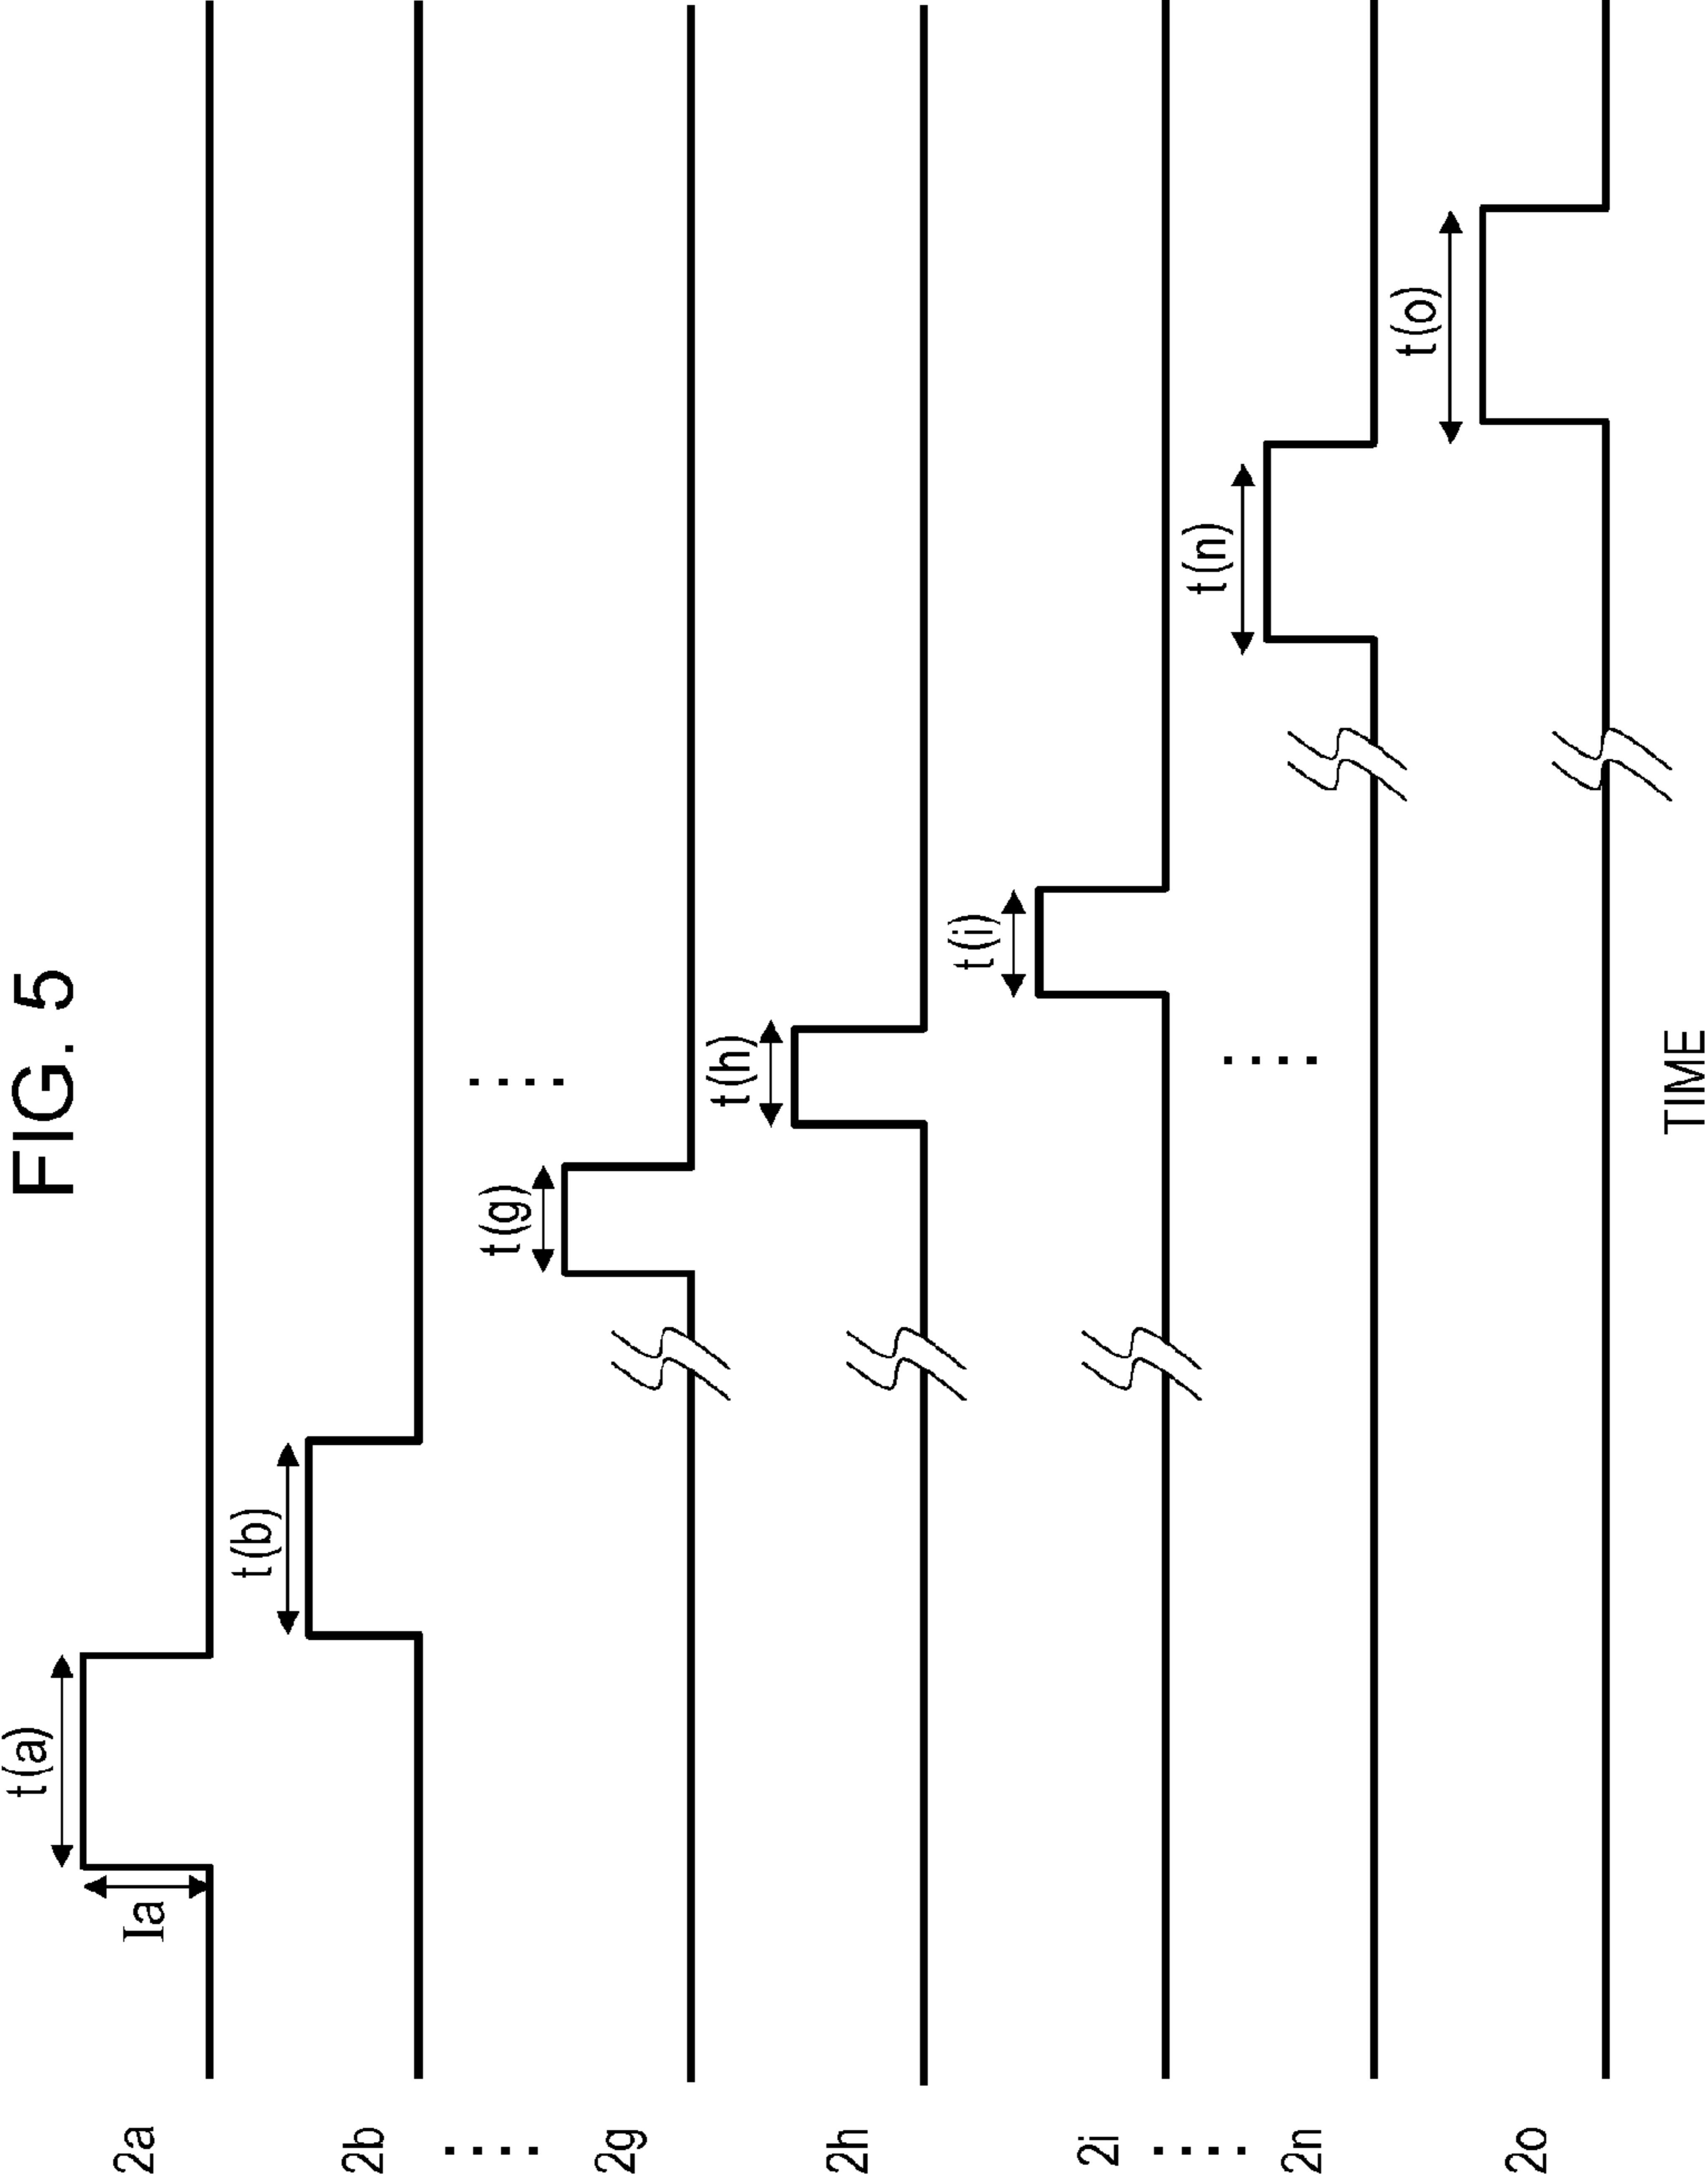 FIG. 5
2a
Ia
t(a)
2b
t(b)
2g
t(g)
2h
t(h)
2i
t(i)
2n
t(n)
2o
t(o)
TIME